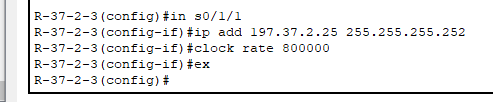 R-37-2-3(config)#in s0/1/1
R-37-2-3(config-if)#ip add 197.37.2.25 255.255.255.252
R-37-2-3(config-if)#clock rate 800000
R-37-2-3(config-if)#ex
R-37-2-3(config)#